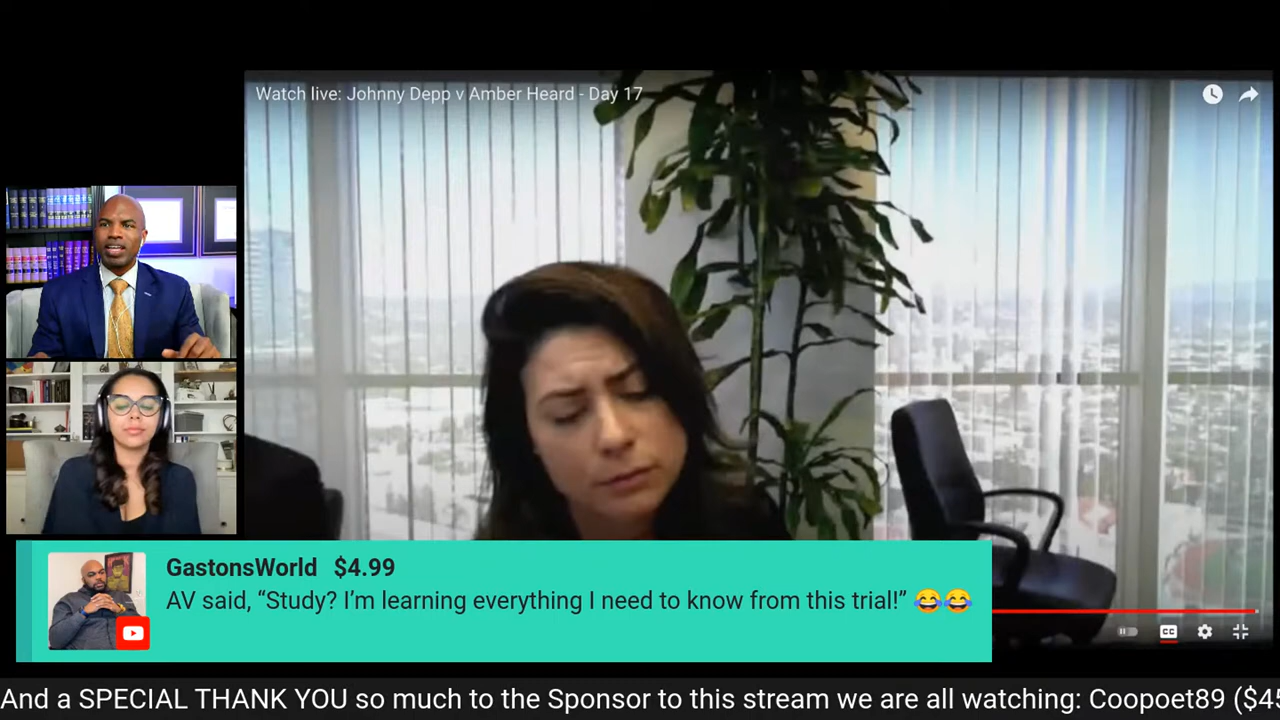 Watch live: Johnny Depp v Amber Heard - Day 17
GastonsWorld $4.99
AV said, “Study? I’m learning everything I need to know from this trial!” 😂😂
CC
And a SPECIAL THANK YOU so much to the Sponsor to this stream we are all watching: Coopoet89 ($45